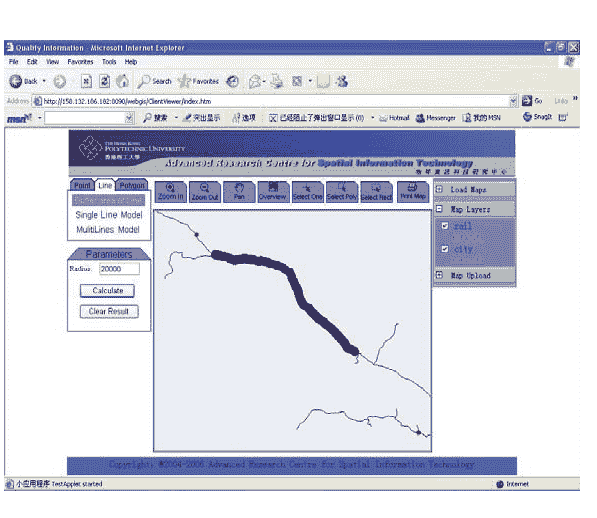 Quality Information - Microsoft Internet Explorer
File Edit View Favorites Tools Help
Back Search Favorites
Address http://158.132.106.182:8090/webgis/ClientViewer/index.htm Go Links
msn 搜索 突出显示 选项 已经阻止了弹出窗口显示(0) Hotmail Messenger 我的MSN SnagIt
THE HONG KONG
POLYTECHNIC UNIVERSITY
香港理工大學
Advanced Research Centre for Spatial Information Technology
Point Line Polygon
Single Line Model
MultiLines Model
Parameters
Radius: 20000
Calculate
Clear Result
Zoom In Zoom Out Pan Overview Select One Select Poly. Select Rect Print Map
Load Maps
Map Layers
rail
city
Map Upload
Copyright: ©2004-2006 Advanced Research Centre for Spatial Information Technology
小应用程序 TestApplet started Internet